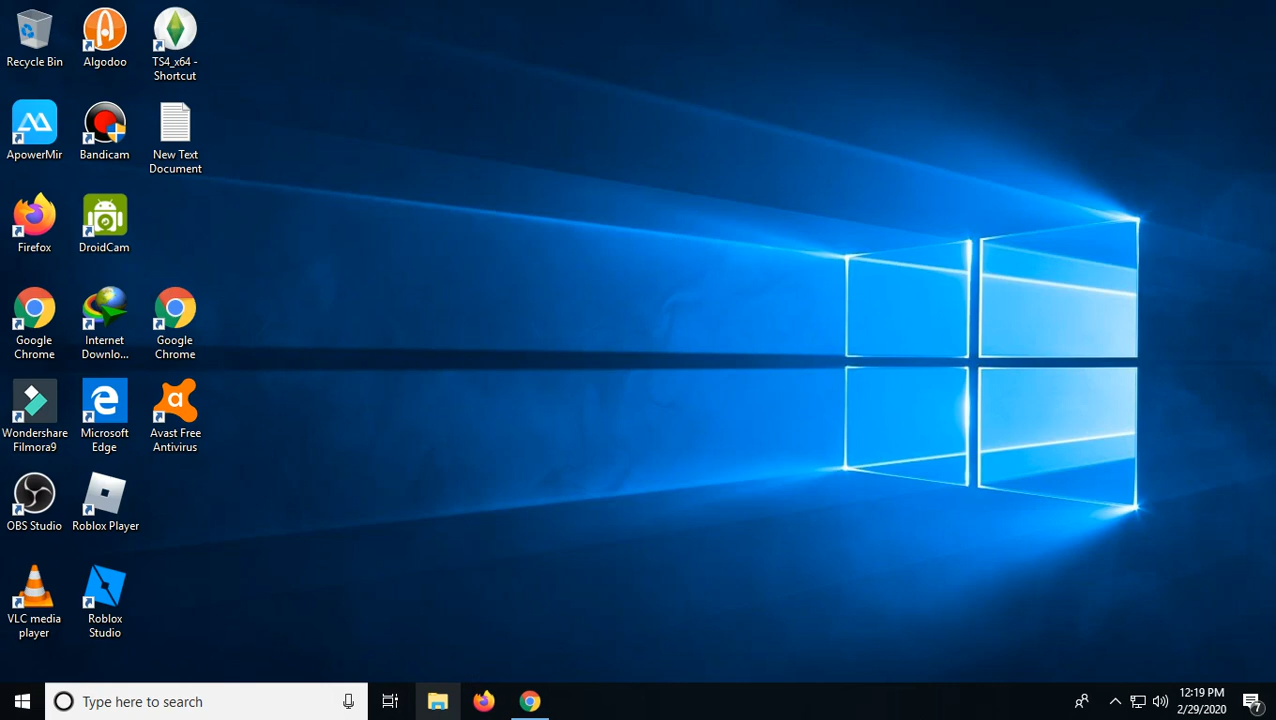 Recycle Bin
Algodoo
TS4_x64 -
Shortcut
ApowerMir
Bandicam
New Text
Document
Firefox
DroidCam
Google
Chrome
Internet
Downlo...
Google
Chrome
Wondershare
Filmora9
Microsoft
Edge
a
Avast Free
Antivirus
OBS Studio
Roblox Player
VLC media
player
Roblox
Studio
Type here to search
12:19 PM
2/29/2020
7